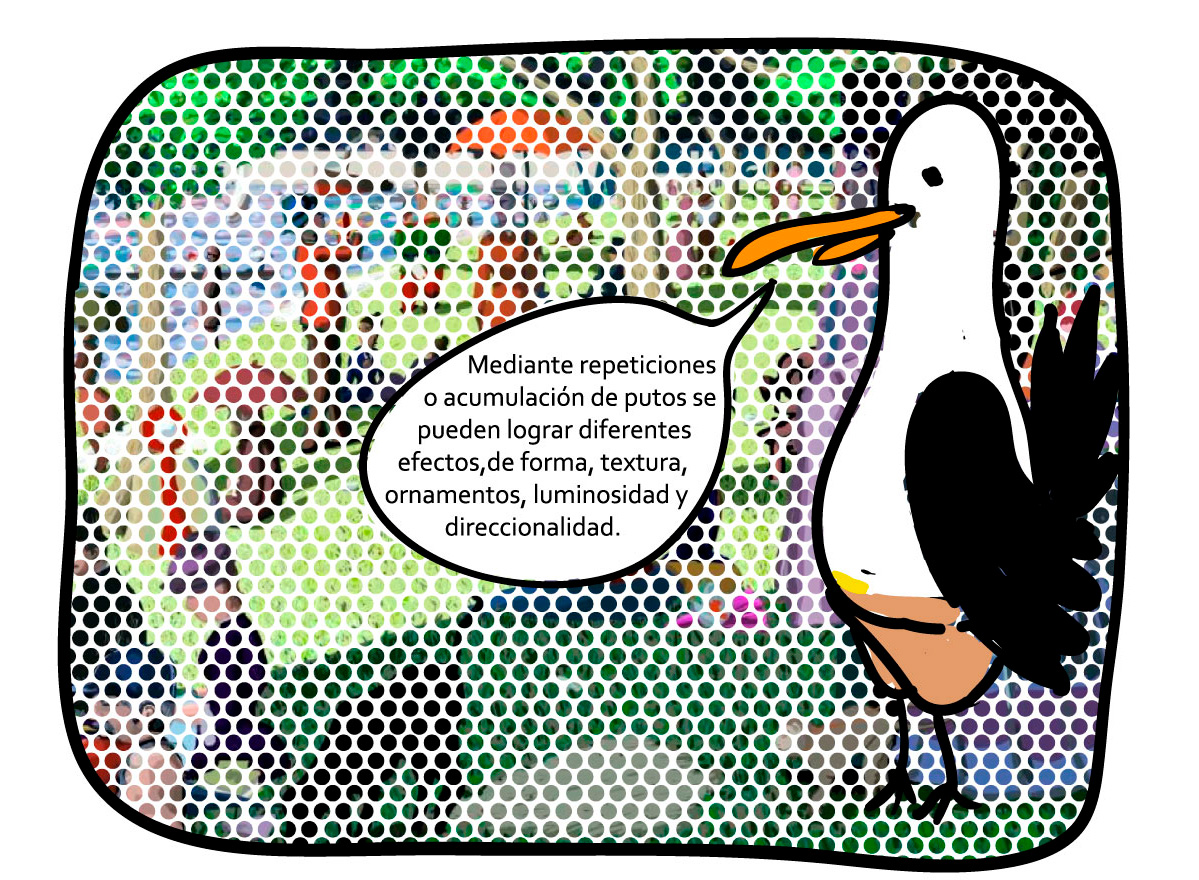 Mediante repeticiones
o acumulación de putos se
pueden lograr diferentes
efectos,de forma, textura,
ornamentos, luminosidad y
direccionalidad.